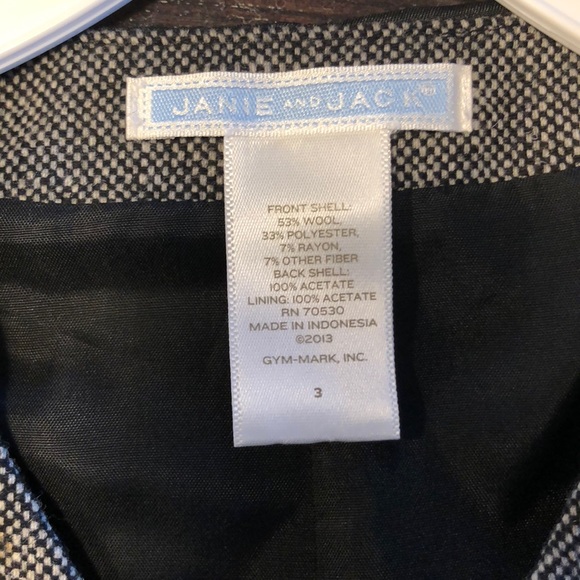 JANIE AND JACK™
FRONT SHELL:
53% WOOL,
33% POLYESTER,
7% RAYON,
7% OTHER FIBER
BACK SHELL:
100% ACETATE
LINING: 100% ACETATE
RN 70530
MADE IN INDONESIA
©2013
GYM-MARK, INC.
3